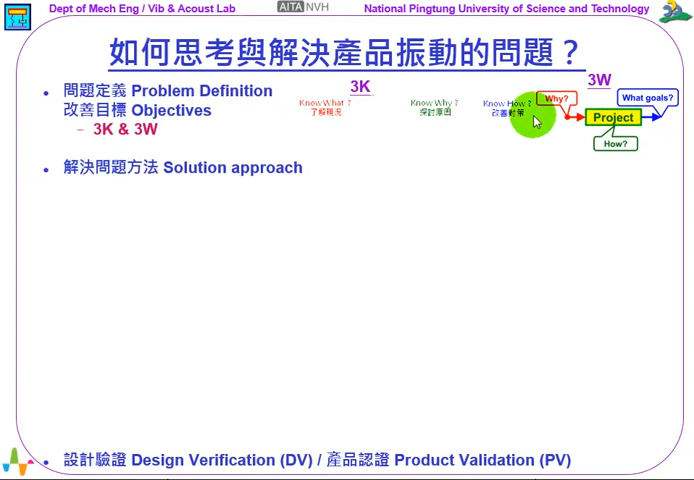 Dept of Mech Eng / Vib & Acoust Lab
AITA NVH
National Pingtung University of Science and Technology
如何思考與解決產品振動的問題？
問題定義 Problem Definition
改善目標 Objectives
– 3K & 3W
3K
Know What ?
了解現況
Know Why ?
探討原因
Know How ?
改善對策
3W
Why?
What goals?
Project
How?
解決問題方法 Solution approach
設計驗證 Design Verification (DV) / 產品認證 Product Validation (PV)